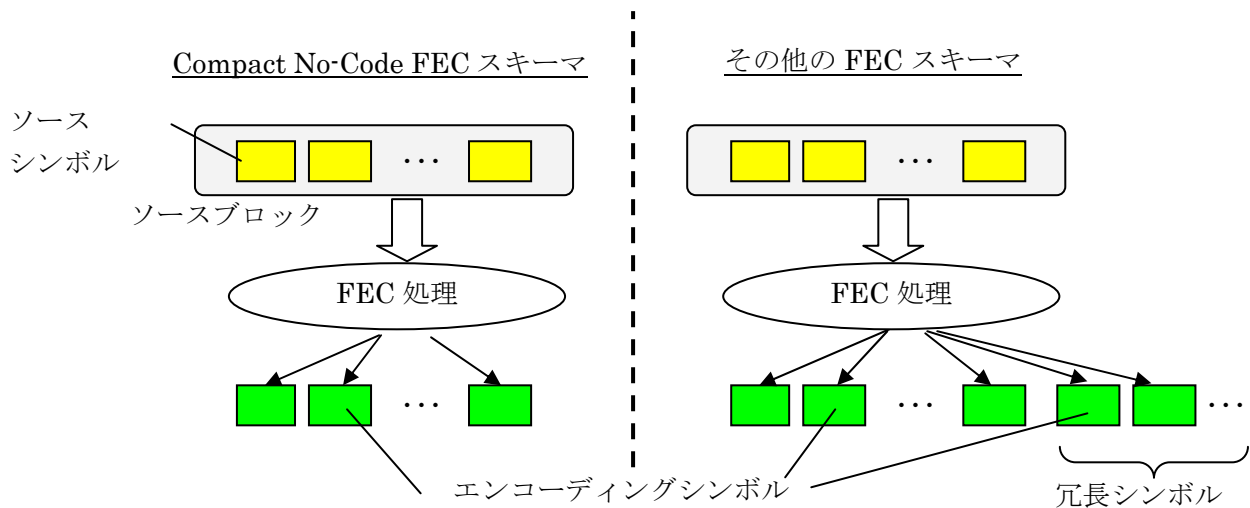 Compact No-Code FEC スキーマ
その他の FEC スキーマ
ソース
シンボル
…
…
ソースブロック
FEC 処理
FEC 処理
…
…
…
エンコーディングシンボル
冗長シンボル